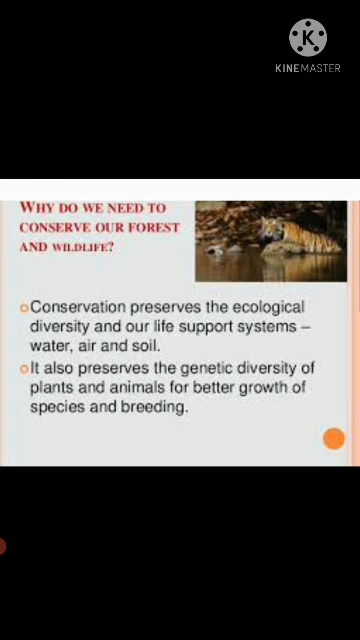 K
KINEMASTER
WHY DO WE NEED TO
CONSERVE OUR FOREST
AND WILDLIFE?
Conservation preserves the ecological
diversity and our life support systems –
water, air and soil.
It also preserves the genetic diversity of
plants and animals for better growth of
species and breeding.